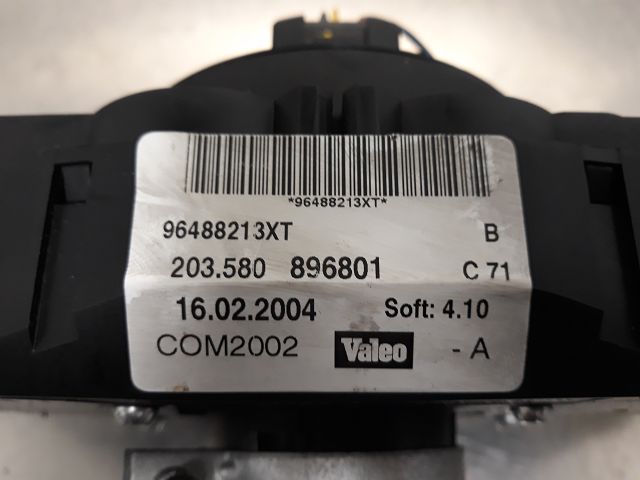 *96488213XT*
96488213XT B
203.580 896801 C 71
16.02.2004 Soft: 4.10
COM2002 Valeo - A